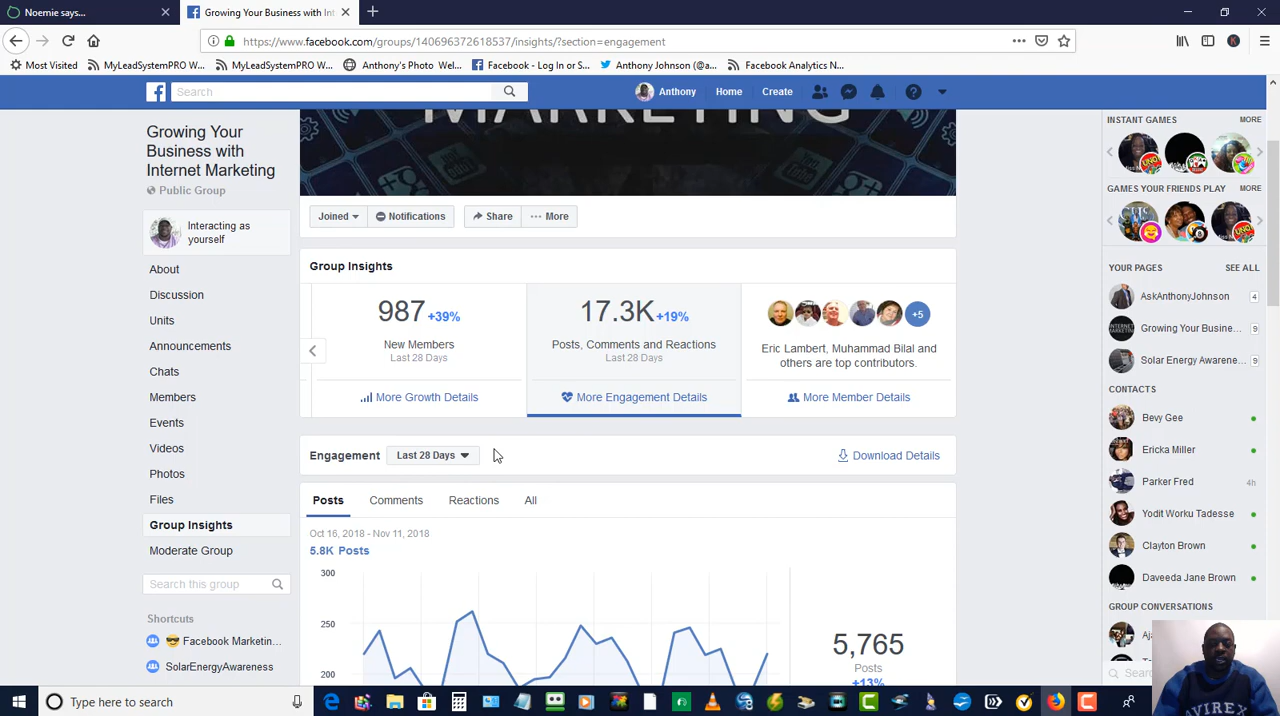 Noemie says...
Growing Your Business with Int
https://www.facebook.com/groups/140696372618537/insights/?section=engagement
Most Visited
MyLeadSystemPRO W...
MyLeadSystemPRO W...
Anthony's Photo Wel...
Facebook - Log In or S...
Anthony Johnson (@a...
Facebook Analytics N...
Search
Anthony
Home
Create
Growing Your
Business with
Internet Marketing
Public Group
Interacting as
yourself
About
Discussion
Units
Announcements
Chats
Members
Events
Videos
Photos
Files
Group Insights
Moderate Group
Search this group
Shortcuts
Facebook Marketin...
SolarEnergyAwareness
MARKETING
Joined
Notifications
Share
More
Group Insights
987 +39%
New Members
Last 28 Days
More Growth Details
17.3K +19%
Posts, Comments and Reactions
Last 28 Days
More Engagement Details
+5
Eric Lambert, Muhammad Bilal and
others are top contributors.
More Member Details
Engagement
Last 28 Days
Download Details
Posts
Comments
Reactions
All
Oct 16, 2018 - Nov 11, 2018
5.8K Posts
300
250
200
5,765
Posts
+13%
INSTANT GAMES
MORE
GAMES YOUR FRIENDS PLAY
MORE
YOUR PAGES
SEE ALL
AskAnthonyJohnson
4
Growing Your Busine...
9
Solar Energy Awarene...
9
CONTACTS
Bevy Gee
Ericka Miller
Parker Fred
4h
Yodit Worku Tadesse
Clayton Brown
Daveeda Jane Brown
GROUP CONVERSATIONS
AVIREX
Type here to search